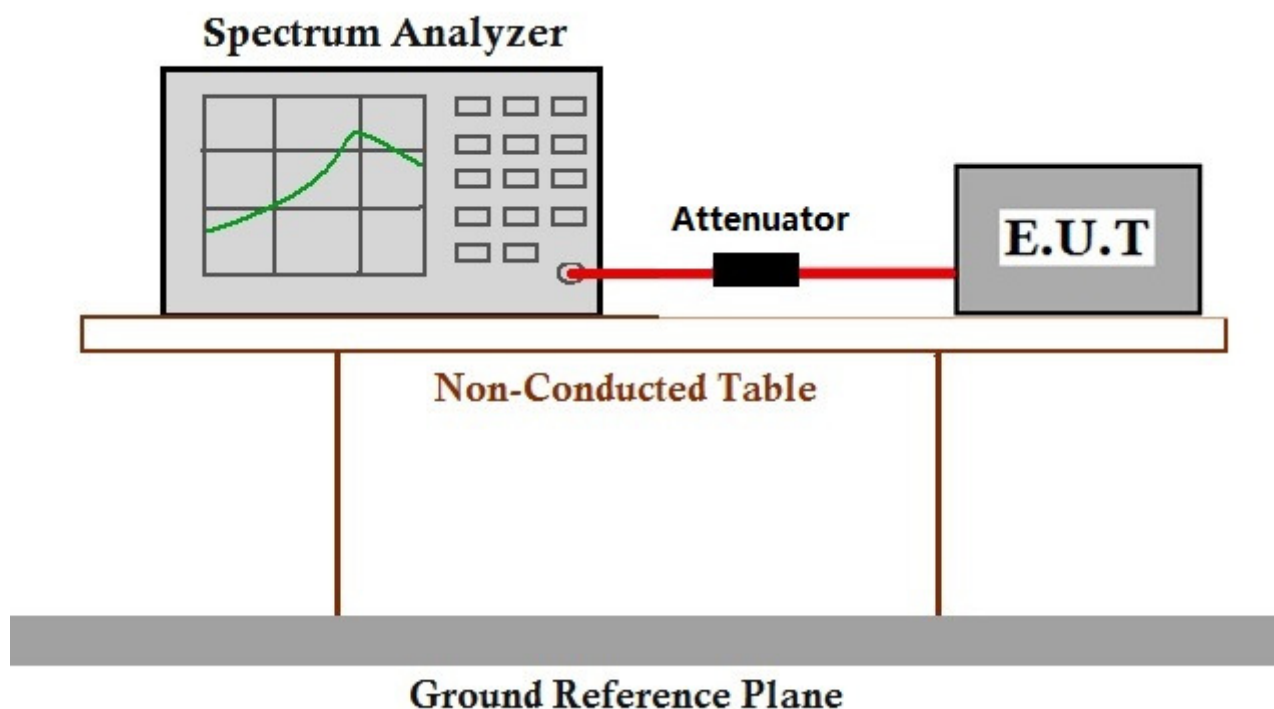 Spectrum Analyzer
Attenuator
E.U.T
Non-Conducted Table
Ground Reference Plane